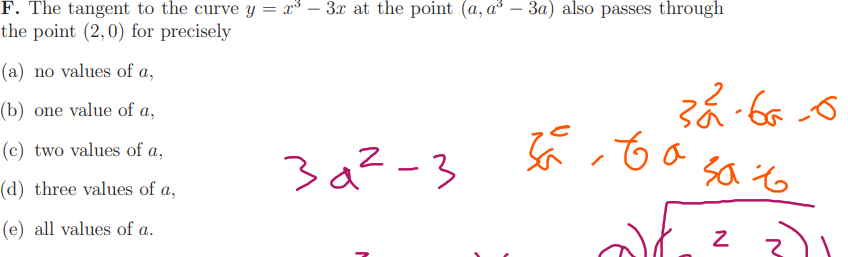 F. The tangent to the curve y = x³ − 3x at the point (a, a³ − 3a) also passes through
the point (2, 0) for precisely
(a) no values of a,
(b) one value of a,
(c) two values of a,
(d) three values of a,
(e) all values of a.
3a² - 3